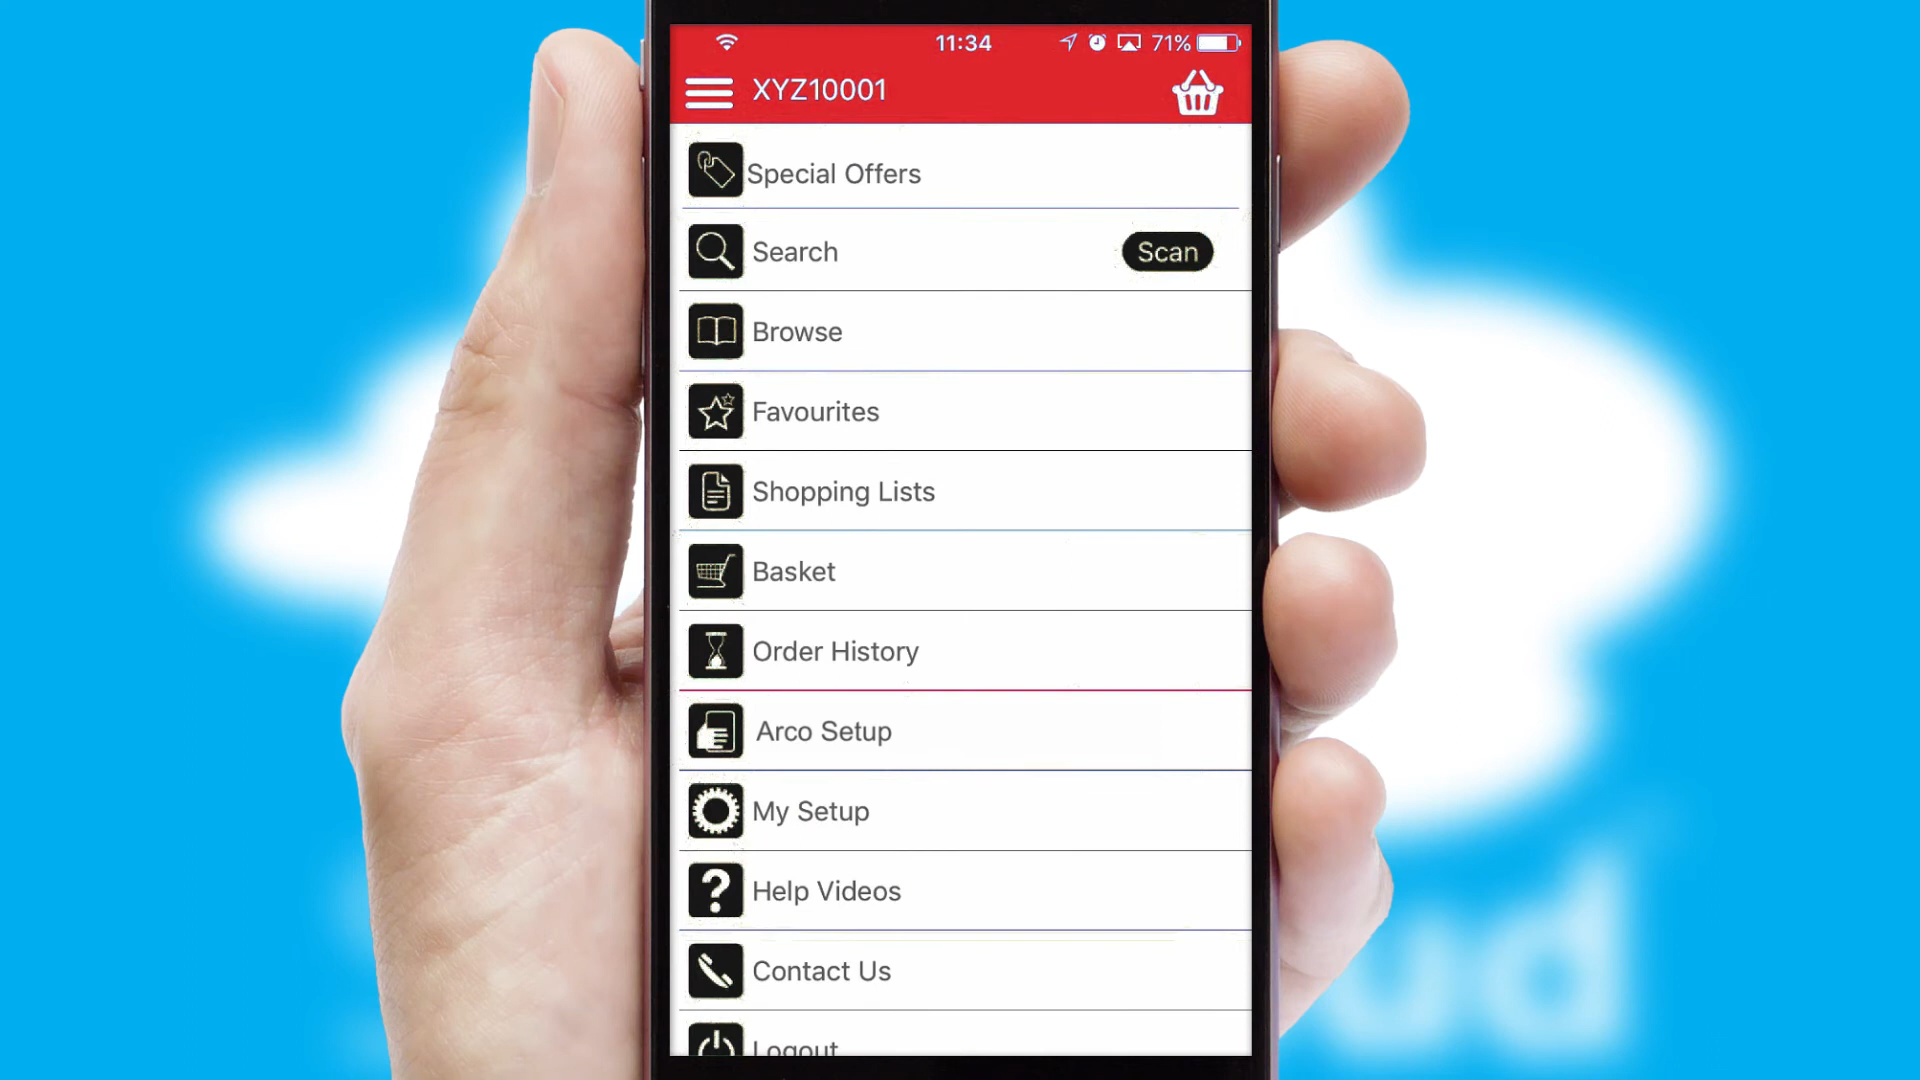 11:34
71%
XYZ10001
Special Offers
Search
Scan
Browse
Favourites
Shopping Lists
Basket
Order History
Arco Setup
My Setup
Help Videos
Contact Us
Logout